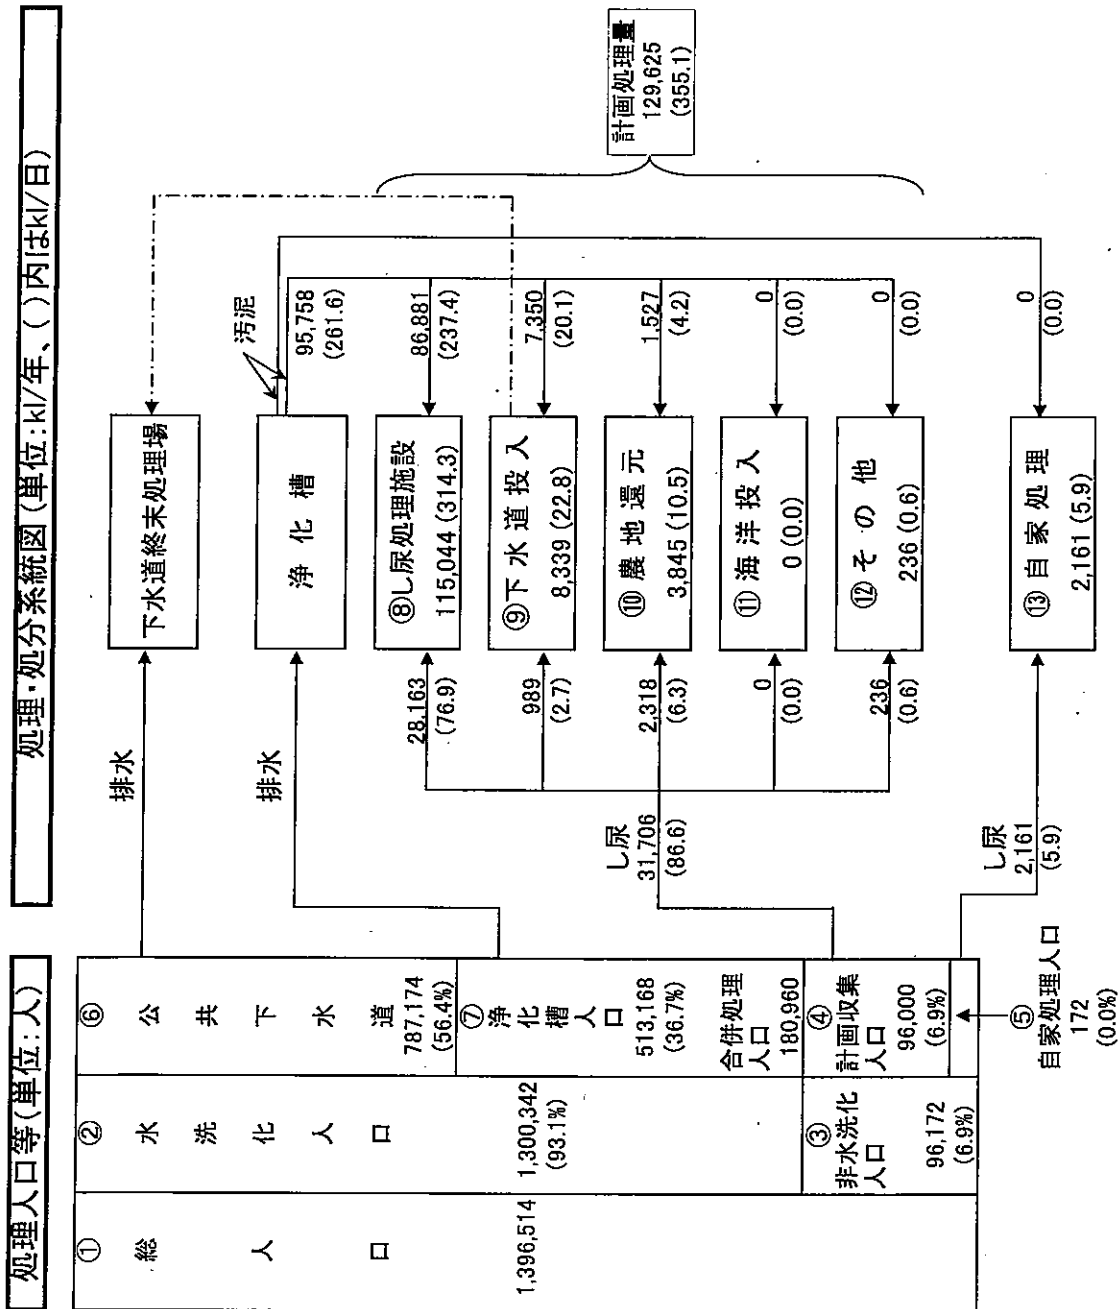 処理人口等(単位:人)
①
総人口
1,396,514
②
水洗化人口
1,300,342
(93.1%)
③
非水洗化
人口
96,172
(6.9%)
⑥
公共下水道
787,174
(56.4%)
⑦
浄化槽人口
513,168
(36.7%)
合併処理
人口
180,960
④
計画収集
人口
96,000
(6.9%)
⑤
自家処理人口
172
(0.0%)
処理・処分系統図(単位:kl/年、( )内はkl/日)
排水
排水
し尿
31,706
(86.6)
し尿
2,161
(5.9)
28,163
(76.9)
989
(2.7)
2,318
(6.3)
0
(0.0)
236
(0.6)
下水道終末処理場
浄化槽
⑧し尿処理施設
115,044 (314.3)
⑨下水道投入
8,339 (22.8)
⑩農地還元
3,845 (10.5)
⑪海洋投入
0 (0.0)
⑫その他
236 (0.6)
⑬自家処理
2,161 (5.9)
汚泥
95,758
(261.6)
86,881
(237.4)
7,350
(20.1)
1,527
(4.2)
0
(0.0)
0
(0.0)
0
(0.0)
計画処理量
129,625
(355.1)